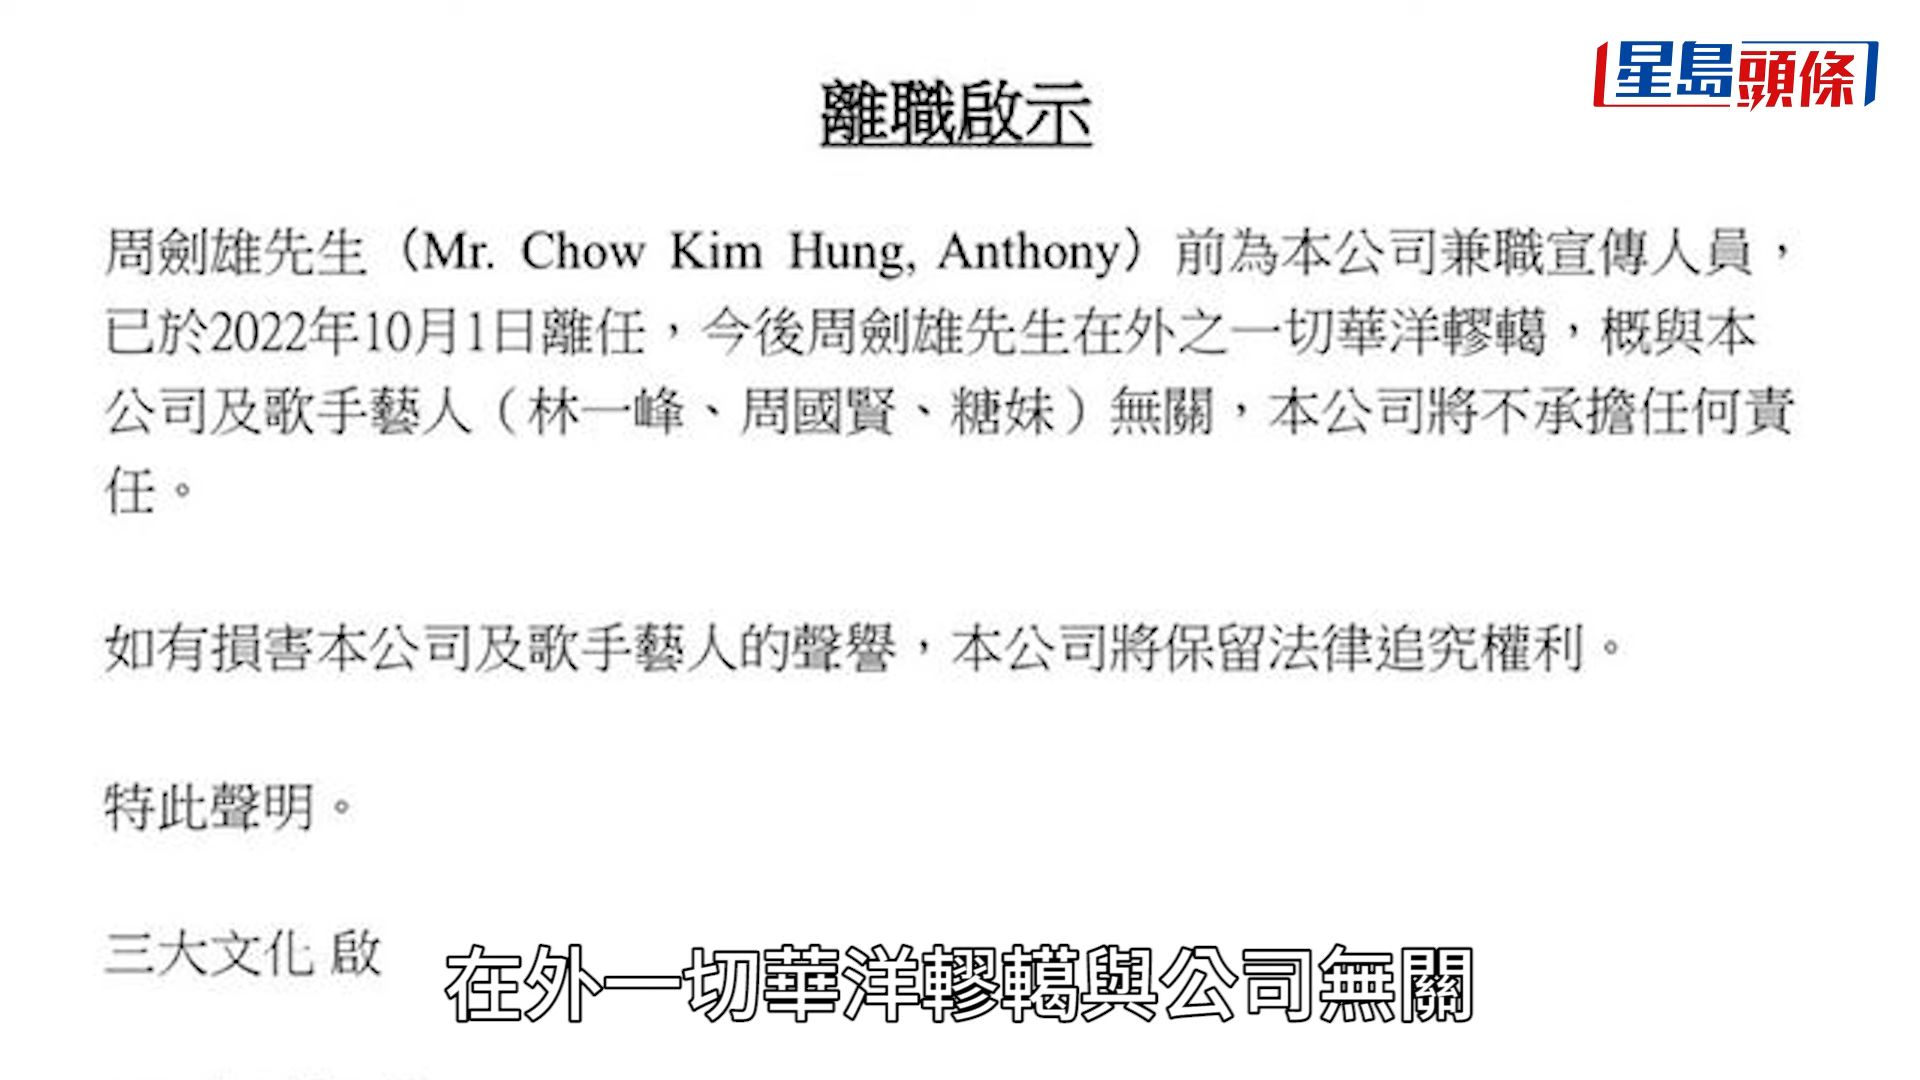 星島頭條
離職啟示
周劍雄先生（Mr. Chow Kim Hung, Anthony）前為本公司兼職宣傳人員，
已於2022年10月1日離任，今後周劍雄先生在外之一切華洋轇轕，概與本
公司及歌手藝人（林一峰、周國賢、糖妹）無關，本公司將不承擔任何責
任。
如有損害本公司及歌手藝人的聲譽，本公司將保留法律追究權利。
特此聲明。
三大文化 啟
在外一切華洋轇轕與公司無關